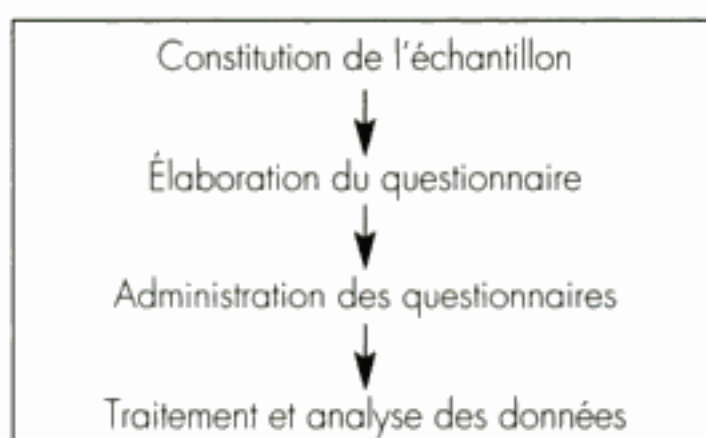 Constitution de l'échantillon
Élaboration du questionnaire
Administration des questionnaires
Traitement et analyse des données